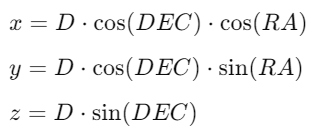 x = D · cos(DEC) · cos(RA)
y = D · cos(DEC) · sin(RA)
z = D · sin(DEC)